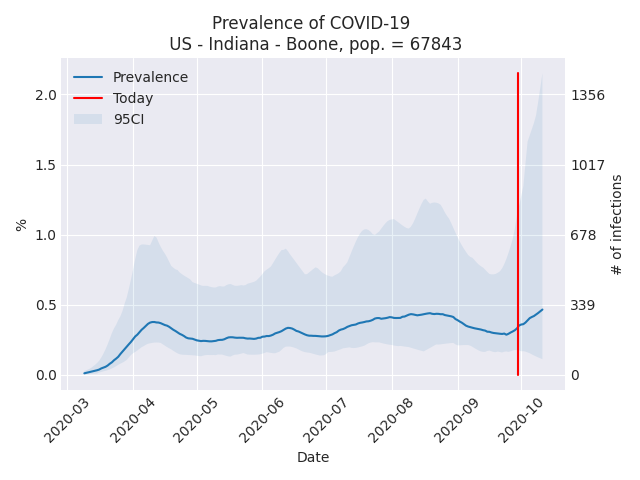 Prevalence of COVID-19
US - Indiana - Boone, pop. = 67843
Prevalence
Today
95CI
2.0
1.5
1.0
0.5
0.0
%
1356
1017
678
339
0
# of infections
2020-03
2020-04
2020-05
2020-06
2020-07
2020-08
2020-09
2020-10
Date